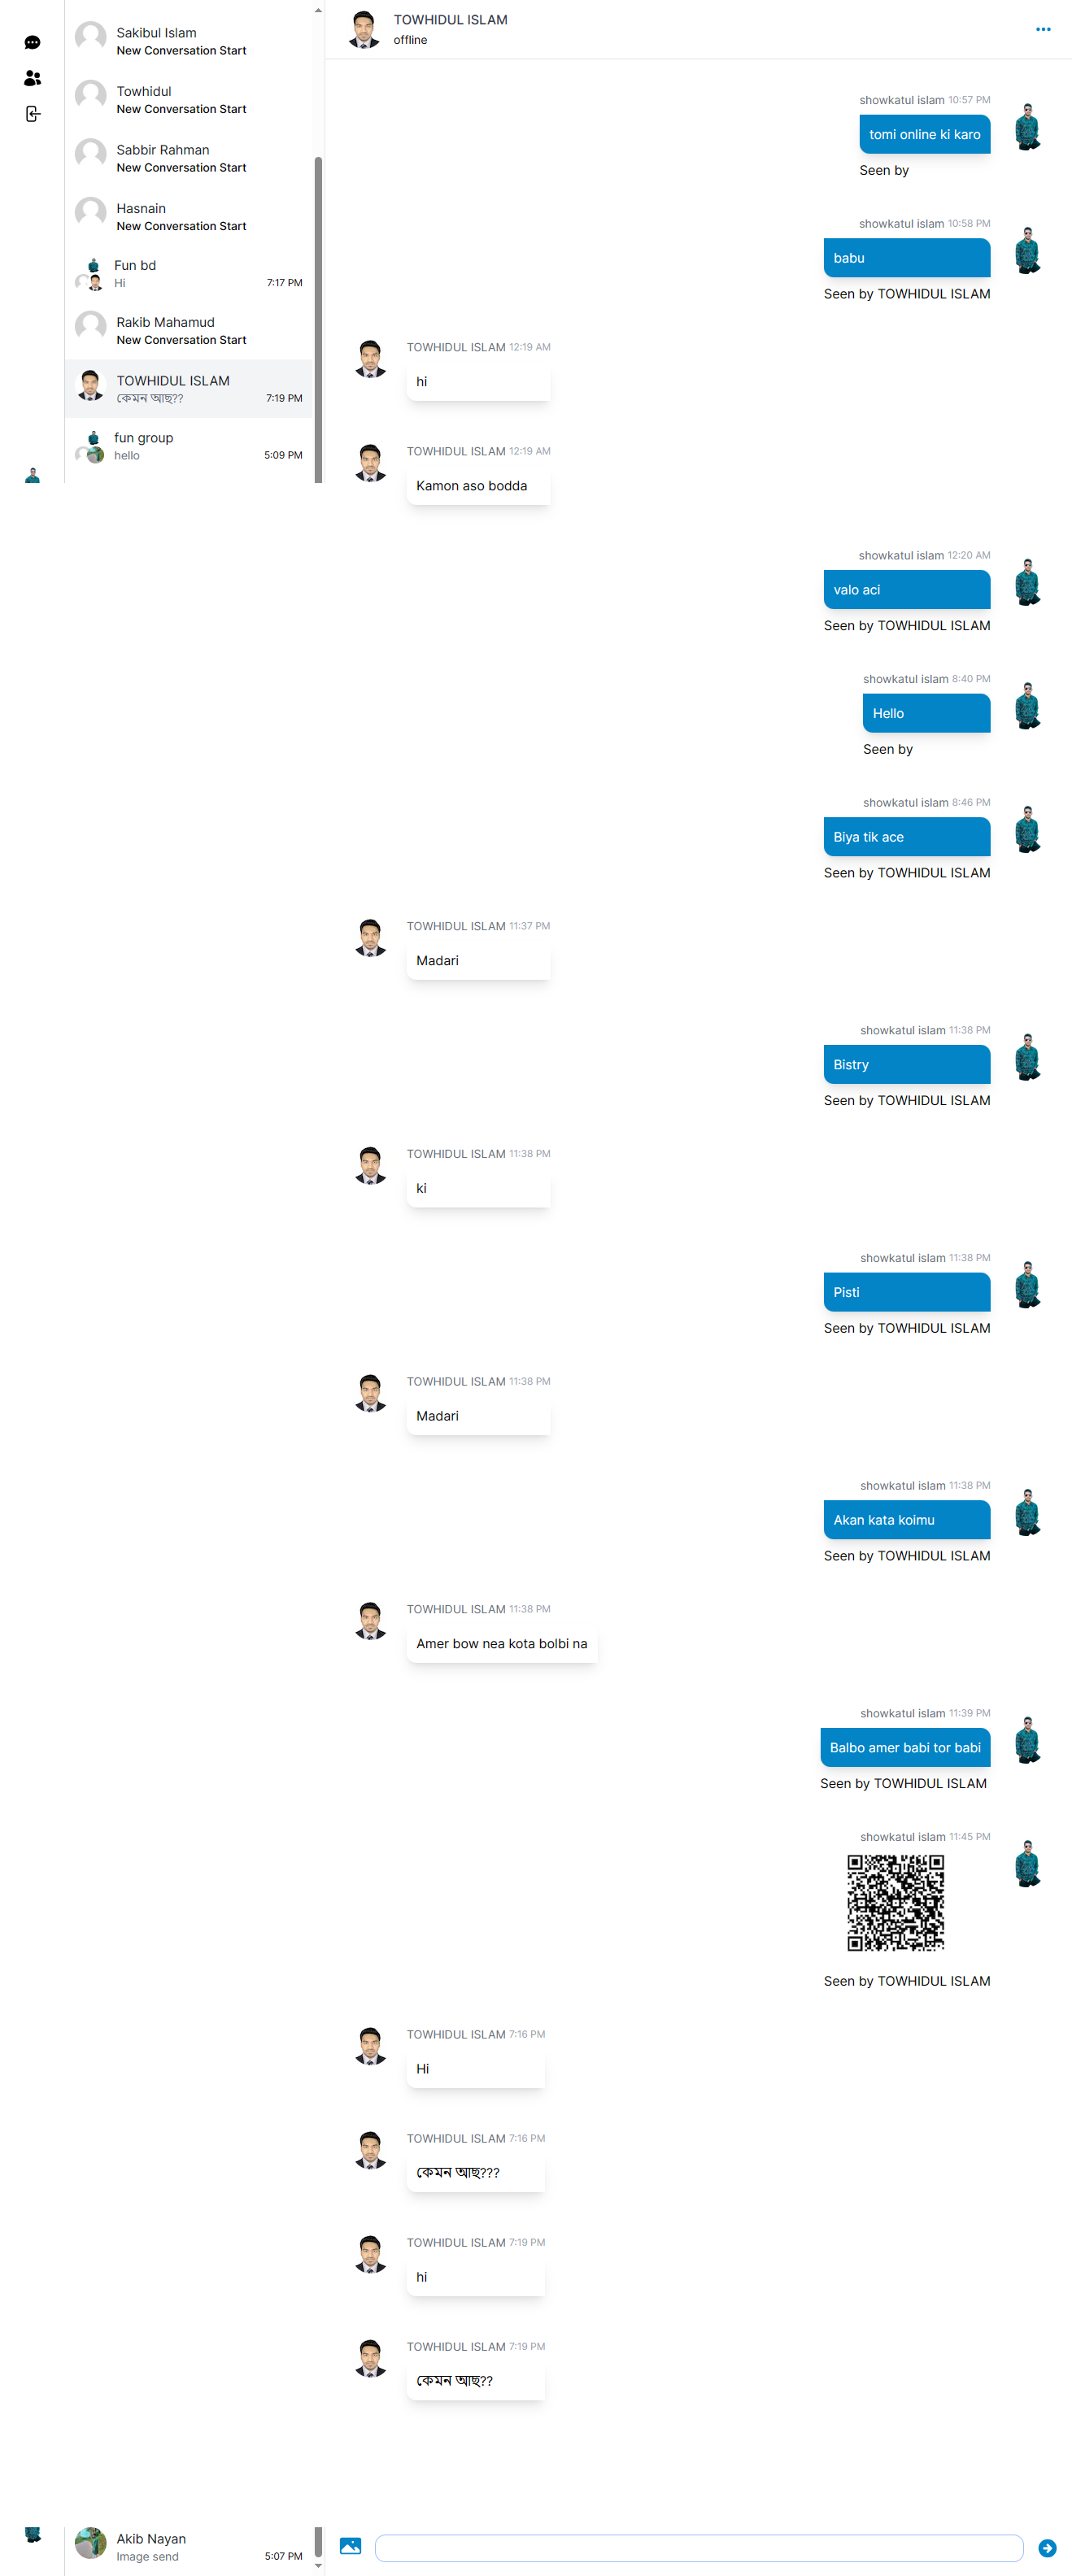 Sakibul Islam
New Conversation Start
Towhidul
New Conversation Start
Sabbir Rahman
New Conversation Start
Hasnain
New Conversation Start
Fun bd
Hi 7:17 PM
Rakib Mahamud
New Conversation Start
TOWHIDUL ISLAM
কেমন আছ?? 7:19 PM
fun group
hello 5:09 PM
TOWHIDUL ISLAM
offline
showkatul islam 10:57 PM
tomi online ki karo
Seen by
showkatul islam 10:58 PM
babu
Seen by TOWHIDUL ISLAM
TOWHIDUL ISLAM 12:19 AM
hi
TOWHIDUL ISLAM 12:19 AM
Kamon aso bodda
showkatul islam 12:20 AM
valo aci
Seen by TOWHIDUL ISLAM
showkatul islam 8:40 PM
Hello
Seen by
showkatul islam 8:46 PM
Biya tik ace
Seen by TOWHIDUL ISLAM
TOWHIDUL ISLAM 11:37 PM
Madari
showkatul islam 11:38 PM
Bistry
Seen by TOWHIDUL ISLAM
TOWHIDUL ISLAM 11:38 PM
ki
showkatul islam 11:38 PM
Pisti
Seen by TOWHIDUL ISLAM
TOWHIDUL ISLAM 11:38 PM
Madari
showkatul islam 11:38 PM
Akan kata koimu
Seen by TOWHIDUL ISLAM
TOWHIDUL ISLAM 11:38 PM
Amer bow nea kota bolbi na
showkatul islam 11:39 PM
Balbo amer babi tor babi
Seen by TOWHIDUL ISLAM
showkatul islam 11:45 PM
Seen by TOWHIDUL ISLAM
TOWHIDUL ISLAM 7:16 PM
Hi
TOWHIDUL ISLAM 7:16 PM
কেমন আছ???
TOWHIDUL ISLAM 7:19 PM
hi
TOWHIDUL ISLAM 7:19 PM
কেমন আছ??
Akib Nayan
Image send 5:07 PM